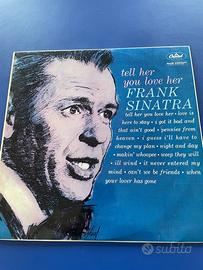 Capitol
tell her
you love her
FRANK
SINATRA
tell her you love her • love is
here to stay • i got it bad and
that ain't good • pennies from
heaven • i guess i'll have to
change my plan • night and day
• makin' whoopee • weep they will
• ill wind • it never entered my
mind • can't we be friends • when
your lover has gone
subito